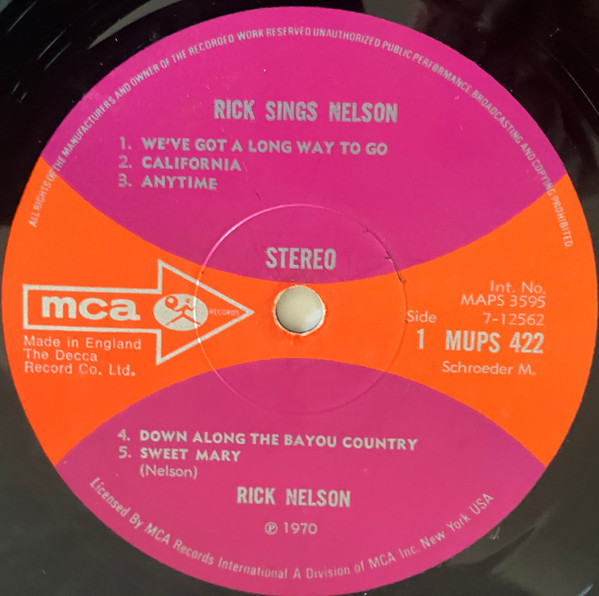 ALL RIGHTS OF THE MANUFACTURERS AND OWNER OF THE RECORDED WORK RESERVED UNAUTHORIZED PUBLIC PERFORMANCE BROADCASTING AND COPYING PROHIBITED
RICK SINGS NELSON
1. WE'VE GOT A LONG WAY TO GO
2. CALIFORNIA
3. ANYTIME
STEREO
mca RECORDS
Made in England
The Decca
Record Co. Ltd.
Int. No.
MAPS 3595
Side 7-12562
1 MUPS 422
Schroeder M.
4. DOWN ALONG THE BAYOU COUNTRY
5. SWEET MARY
(Nelson)
RICK NELSON
℗ 1970
Licensed By MCA Records International A Division of MCA Inc. New York USA